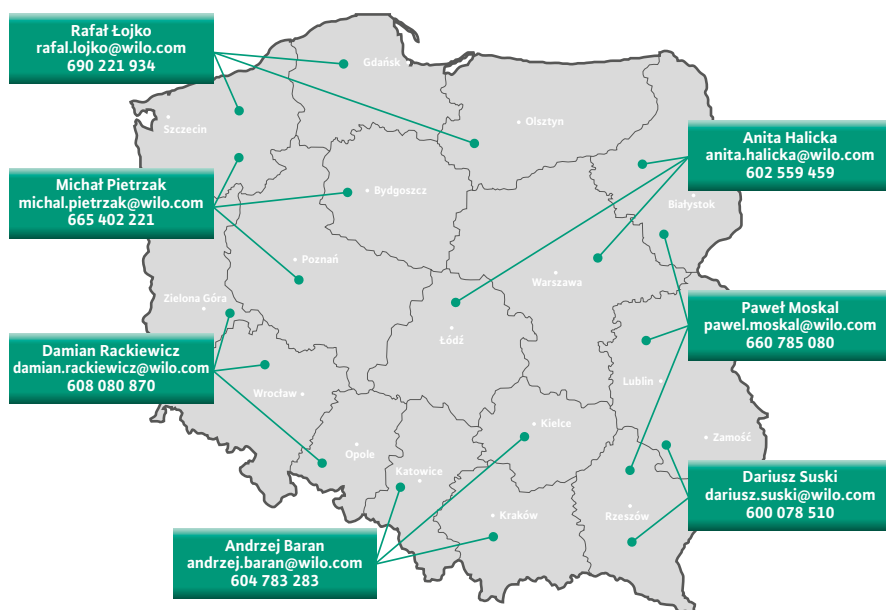 Rafał Łojko
rafal.lojko@wilo.com
690 221 934
Gdańsk
Szczecin
Olsztyn
Anita Halicka
anita.halicka@wilo.com
602 559 459
Michał Pietrzak
michal.pietrzak@wilo.com
665 402 221
Bydgoszcz
Białystok
Poznań
Warszawa
Zielona Góra
Łódź
Paweł Moskal
pawel.moskal@wilo.com
660 785 080
Damian Rackiewicz
damian.rackiewicz@wilo.com
608 080 870
Wrocław
Lublin
Kielce
Zamość
Opole
Katowice
Dariusz Suski
dariusz.suski@wilo.com
600 078 510
Kraków
Rzeszów
Andrzej Baran
andrzej.baran@wilo.com
604 783 283